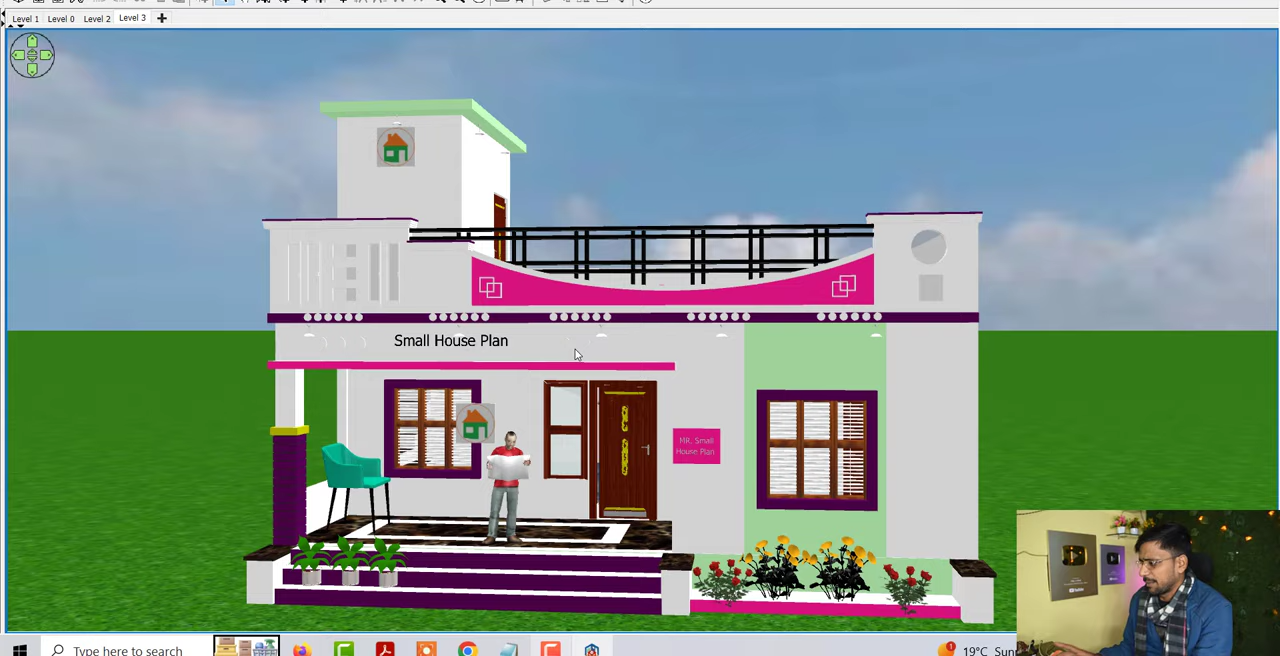 Level 1 Level 0 Level 2 Level 3
Small House Plan
MR. Small
House Plan
Type here to search
19°C Sun